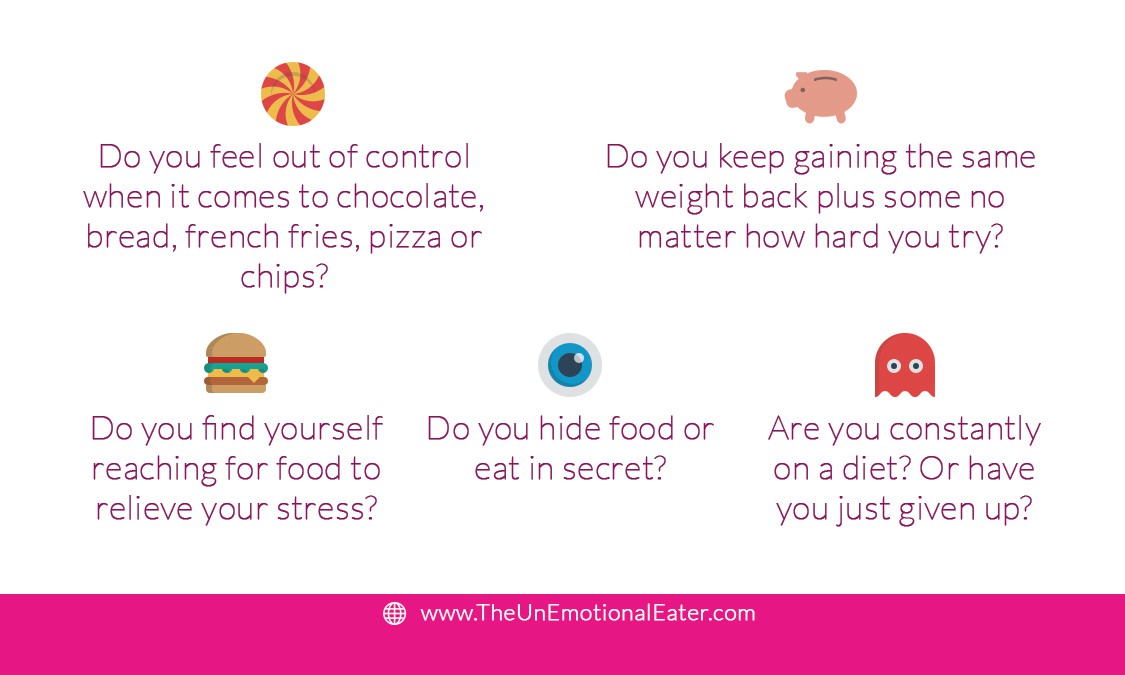 Do you feel out of control
when it comes to chocolate,
bread, french fries, pizza or
chips?
Do you keep gaining the same
weight back plus some no
matter how hard you try?
Do you find yourself
reaching for food to
relieve your stress?
Do you hide food or
eat in secret?
Are you constantly
on a diet? Or have
you just given up?
www.TheUnEmotionalEater.com